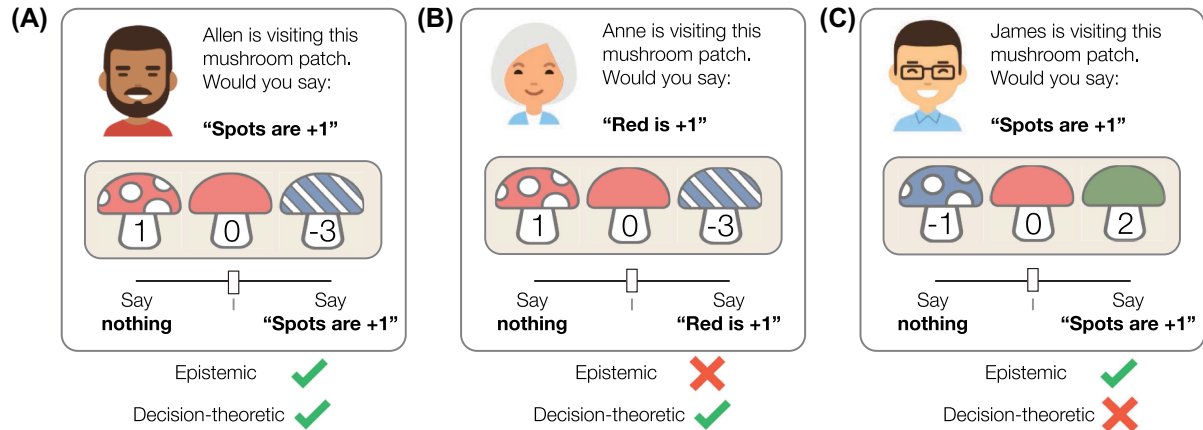 (A)
Allen is visiting this
mushroom patch.
Would you say:
“Spots are +1”
1
0
-3
Say
nothing
Say
“Spots are +1”
Epistemic
Decision-theoretic
(B)
Anne is visiting this
mushroom patch.
Would you say:
“Red is +1”
1
0
-3
Say
nothing
Say
“Red is +1”
Epistemic
Decision-theoretic
(C)
James is visiting this
mushroom patch.
Would you say:
“Spots are +1”
-1
0
2
Say
nothing
Say
“Spots are +1”
Epistemic
Decision-theoretic